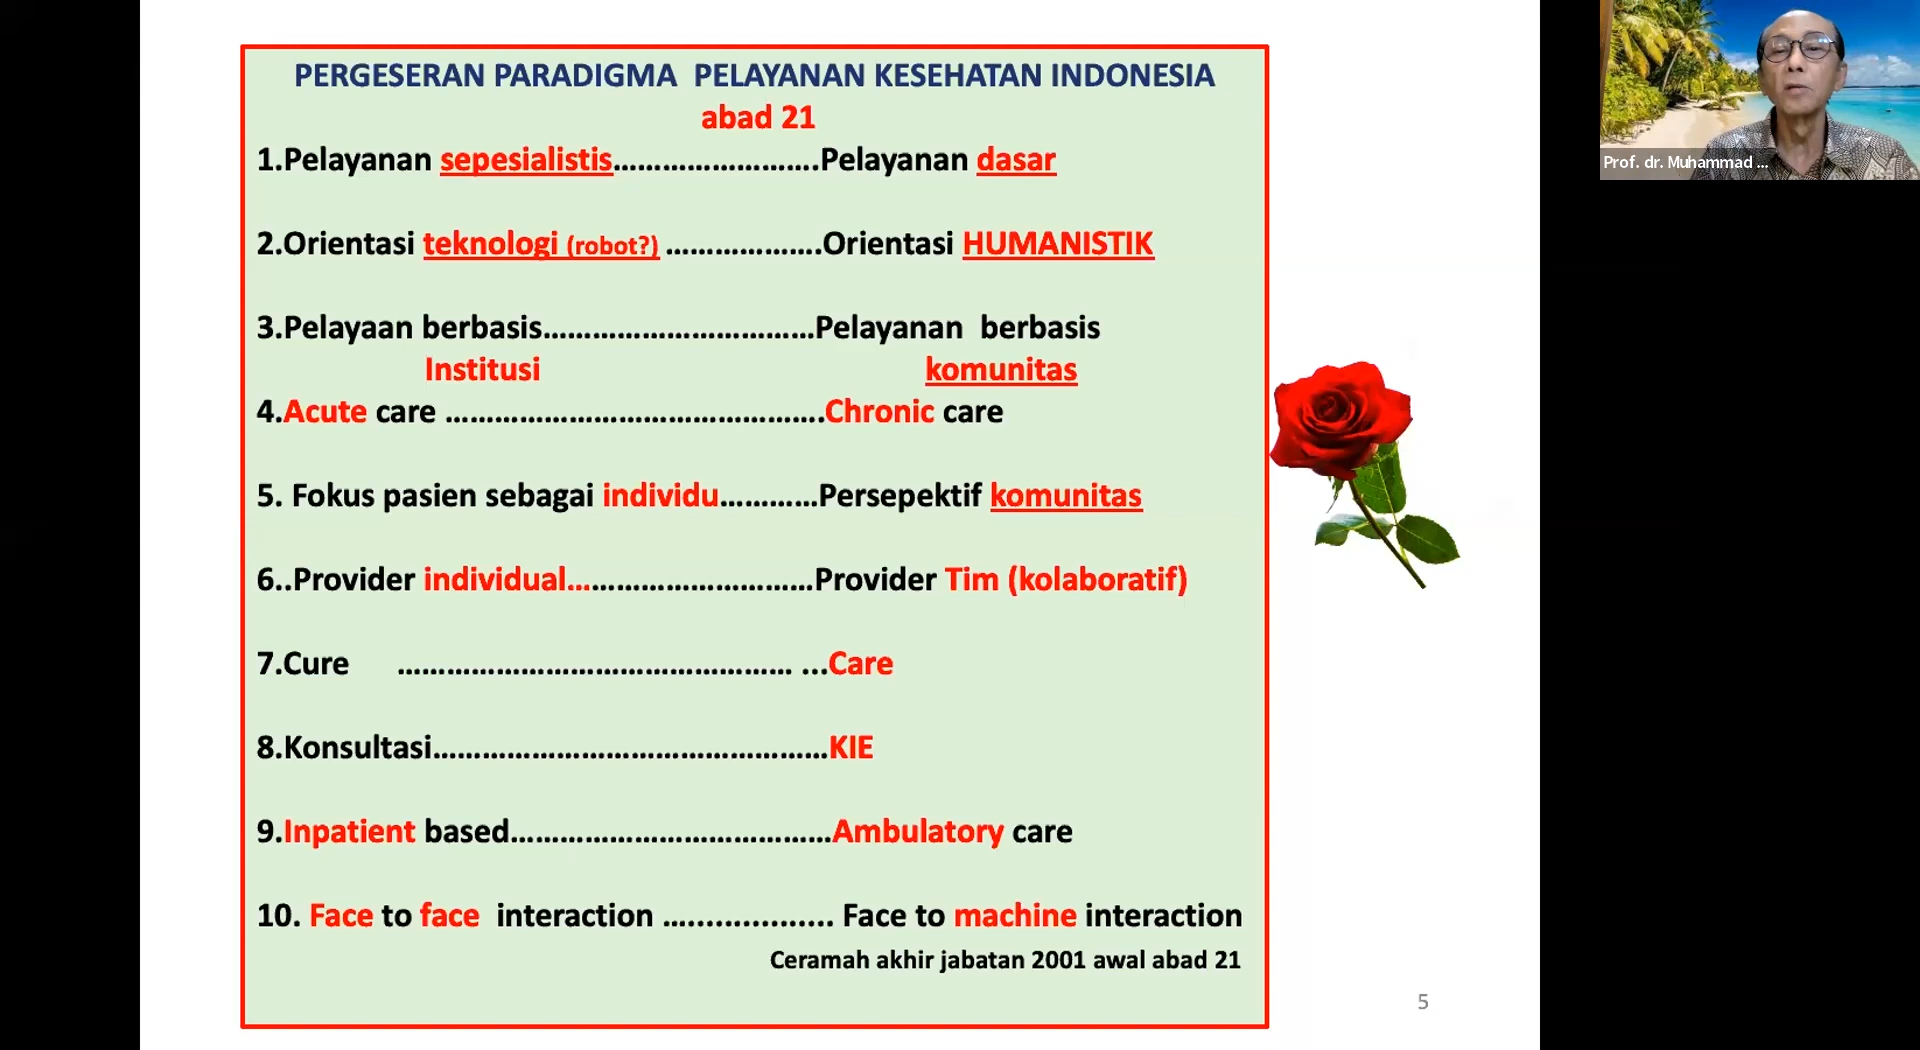 PERGESERAN PARADIGMA  PELAYANAN KESEHATAN INDONESIA
abad 21
1.Pelayanan sepesialistis…………………….Pelayanan dasar
2.Orientasi teknologi (robot?) ……………….Orientasi HUMANISTIK
3.Pelayaan berbasis……………………………Pelayanan  berbasis
Institusi komunitas
4.Acute care ……………………………………….Chronic care
5. Fokus pasien sebagai individu…………Persepektif komunitas
6..Provider individual…………………………Provider Tim (kolaboratif)
7.Cure ………………………………………… …Care
8.Konsultasi…………………………………………KIE
9.Inpatient based…………………………………Ambulatory care
10. Face to face  interaction ….............… Face to machine interaction
Ceramah akhir jabatan 2001 awal abad 21
5
Prof. dr. Muhammad ...